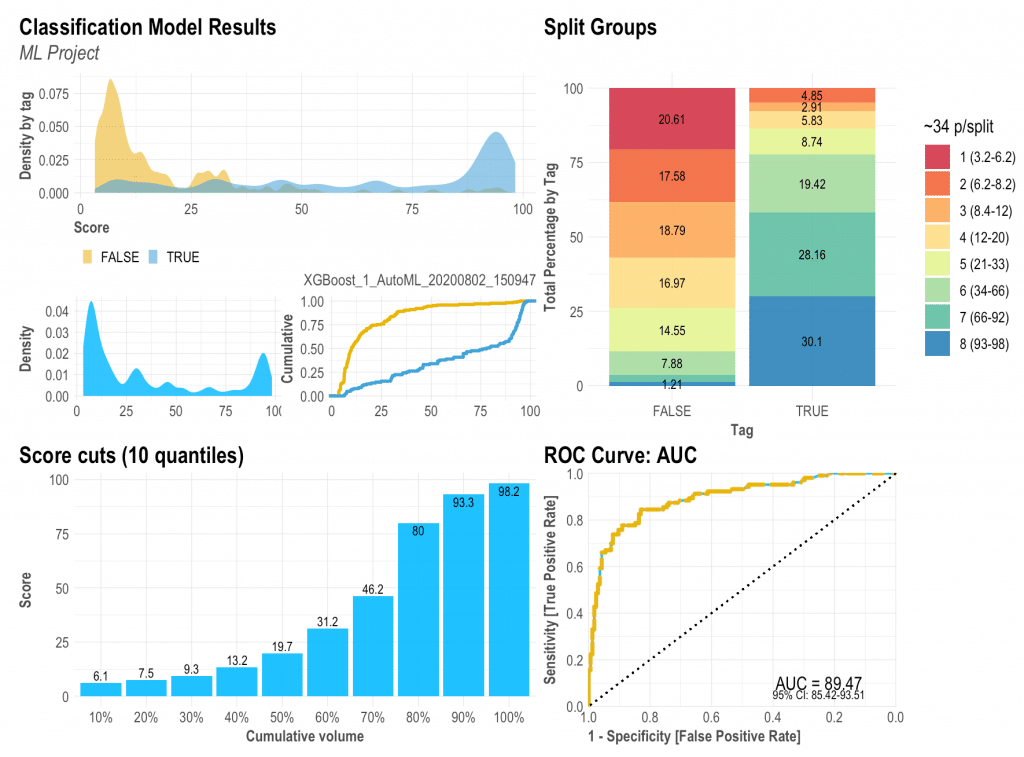 Classification Model Results
ML Project
Density by tag
0.075
0.050
0.025
0.000
0 25 50 75 100
Score
FALSE TRUE
Density
0.04
0.03
0.02
0.01
0.00
0 25 50 75 100
XGBoost_1_AutoML_20200802_150947
Cumulative
1.00
0.75
0.50
0.25
0.00
0 25 50 75 100
Split Groups
Total Percentage by Tag
100
75
50
25
0
20.61
17.58
18.79
16.97
14.55
7.88
1.21
4.85
2.91
5.83
8.74
19.42
28.16
30.1
FALSE TRUE
Tag
~34 p/split
1 (3.2-6.2)
2 (6.2-8.2)
3 (8.4-12)
4 (12-20)
5 (21-33)
6 (34-66)
7 (66-92)
8 (93-98)
Score cuts (10 quantiles)
Score
100
75
50
25
0
6.1 7.5 9.3 13.2 19.7 31.2 46.2 80 93.3 98.2
10% 20% 30% 40% 50% 60% 70% 80% 90% 100%
Cumulative volume
ROC Curve: AUC
Sensitivity [True Positive Rate]
1.0
0.8
0.6
0.4
0.2
0.0
AUC = 89.47
95% CI: 85.42-93.51
1.0 0.8 0.6 0.4 0.2 0.0
1 - Specificity [False Positive Rate]